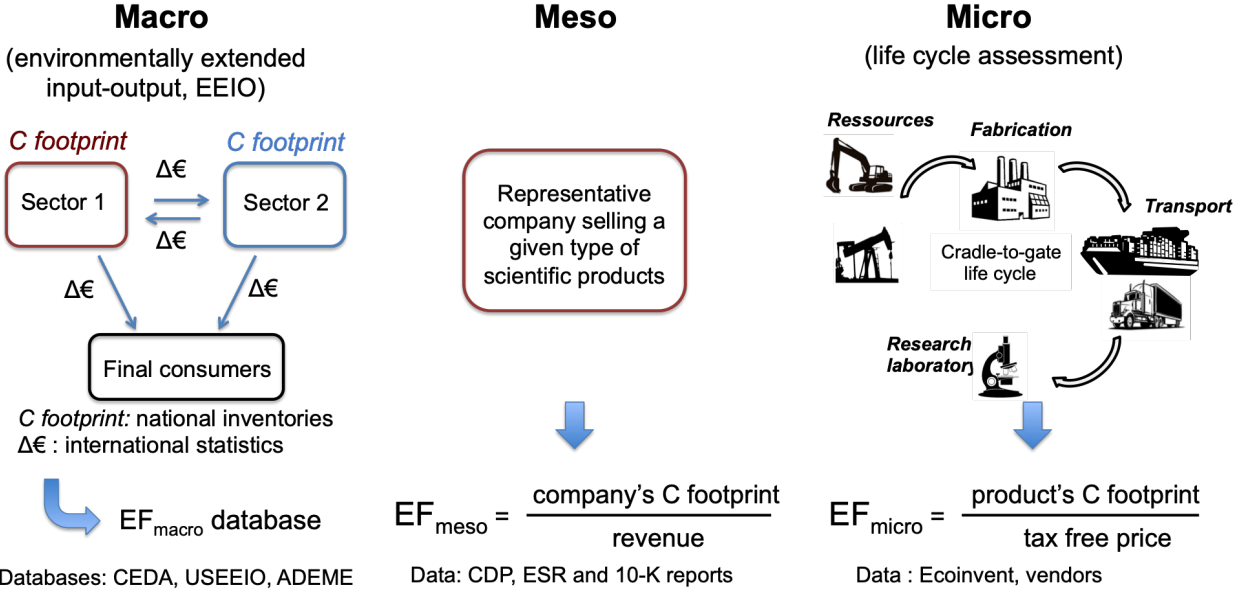 Macro
(environmentally extended
input-output, EEIO)
C footprint
C footprint
Δ€
Sector 1
Sector 2
Δ€
Δ€
Δ€
Final consumers
C footprint: national inventories
Δ€ : international statistics
EFmacro database
Databases: CEDA, USEEIO, ADEME
Meso
Representative
company selling a
given type of
scientific products
EFmeso =
company's C footprint
revenue
Data: CDP, ESR and 10-K reports
Micro
(life cycle assessment)
Ressources
Fabrication
Transport
Cradle-to-gate
life cycle
Research
laboratory
EFmicro =
product's C footprint
tax free price
Data : Ecoinvent, vendors